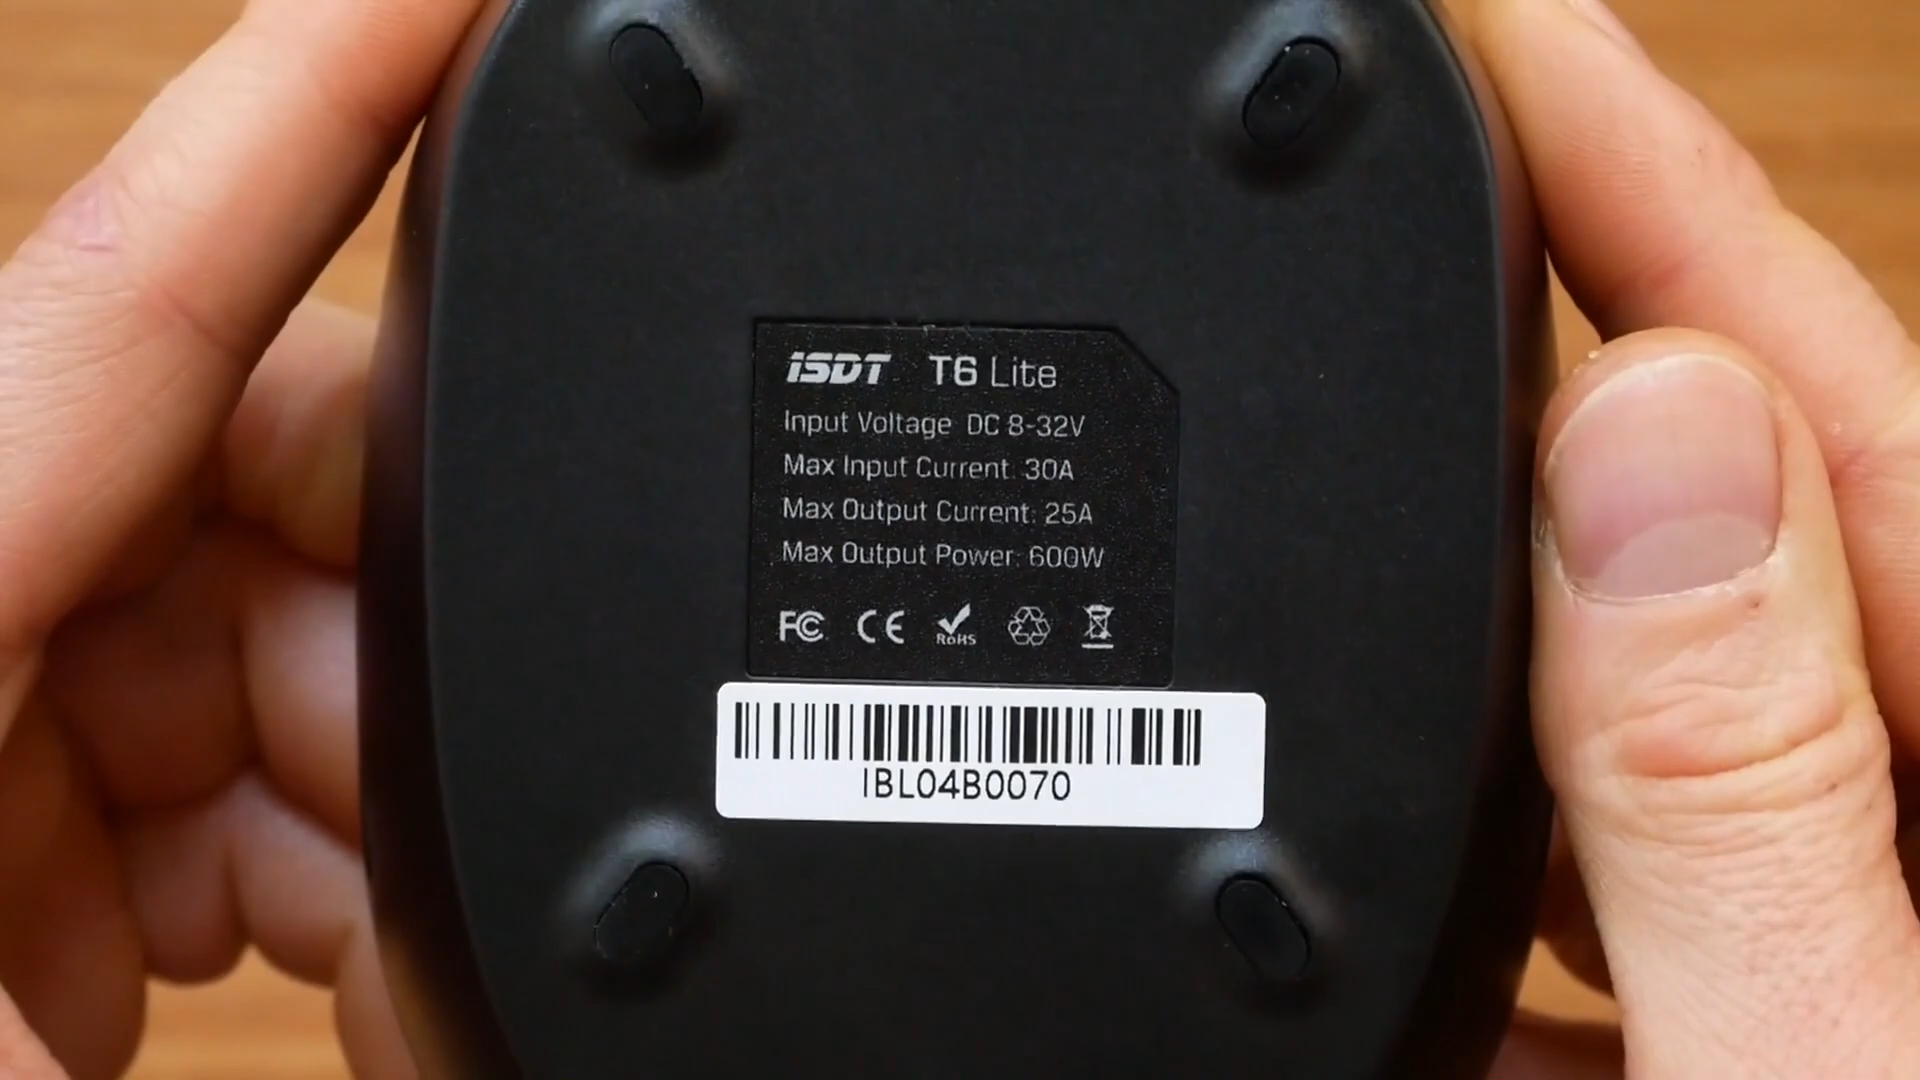 iSDT T6 Lite
Input Voltage DC 8-32V
Max Input Current: 30A
Max Output Current: 25A
Max Output Power: 600W
FC CE RoHS
IBL04B0070